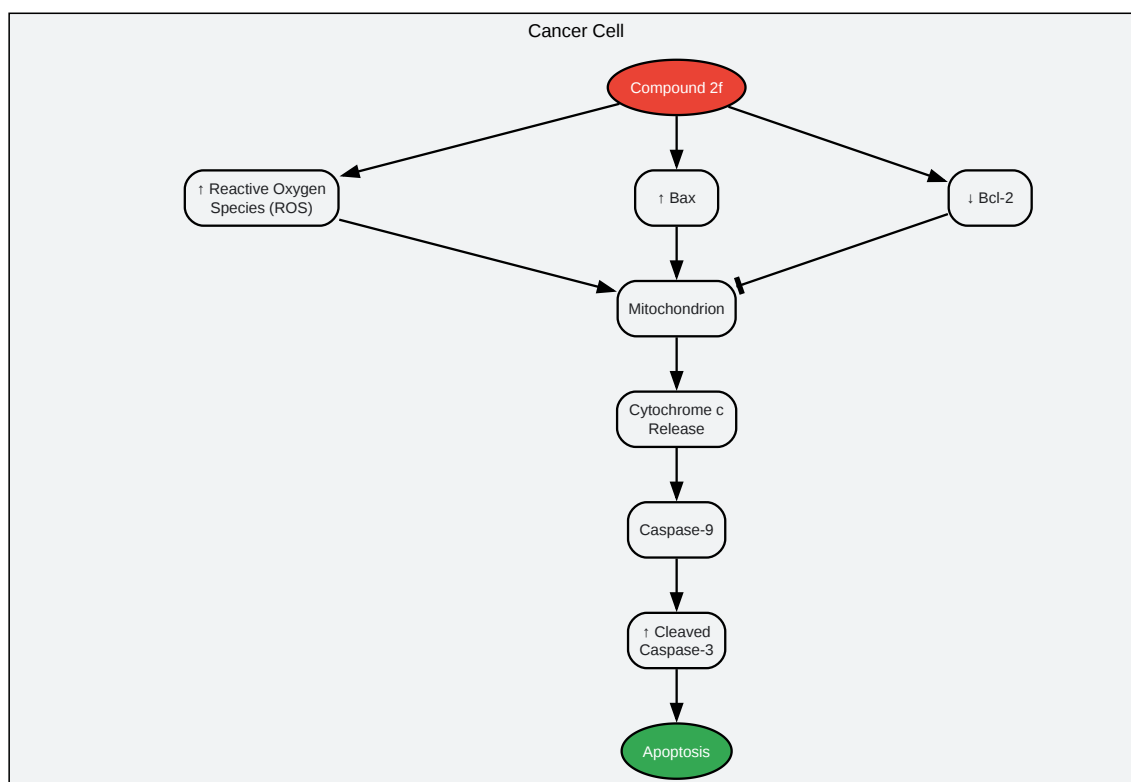 Cancer Cell
Compound 2f
↑ Reactive Oxygen
Species (ROS)
↑ Bax
↓ Bcl-2
Mitochondrion
Cytochrome c
Release
Caspase-9
↑ Cleaved
Caspase-3
Apoptosis